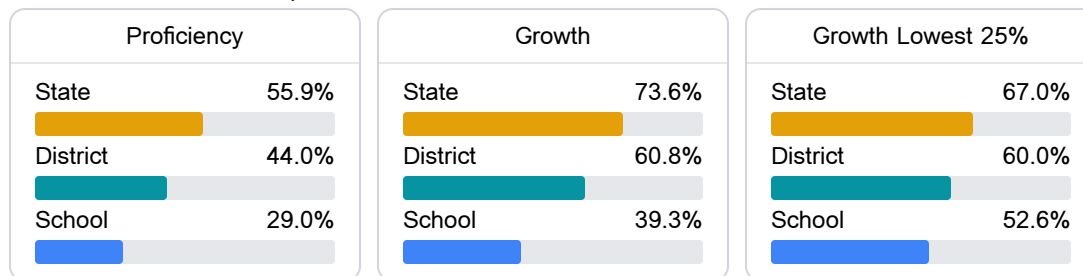 Proficiency
State 55.9%
District 44.0%
School 29.0%
Growth
State 73.6%
District 60.8%
School 39.3%
Growth Lowest 25%
State 67.0%
District 60.0%
School 52.6%